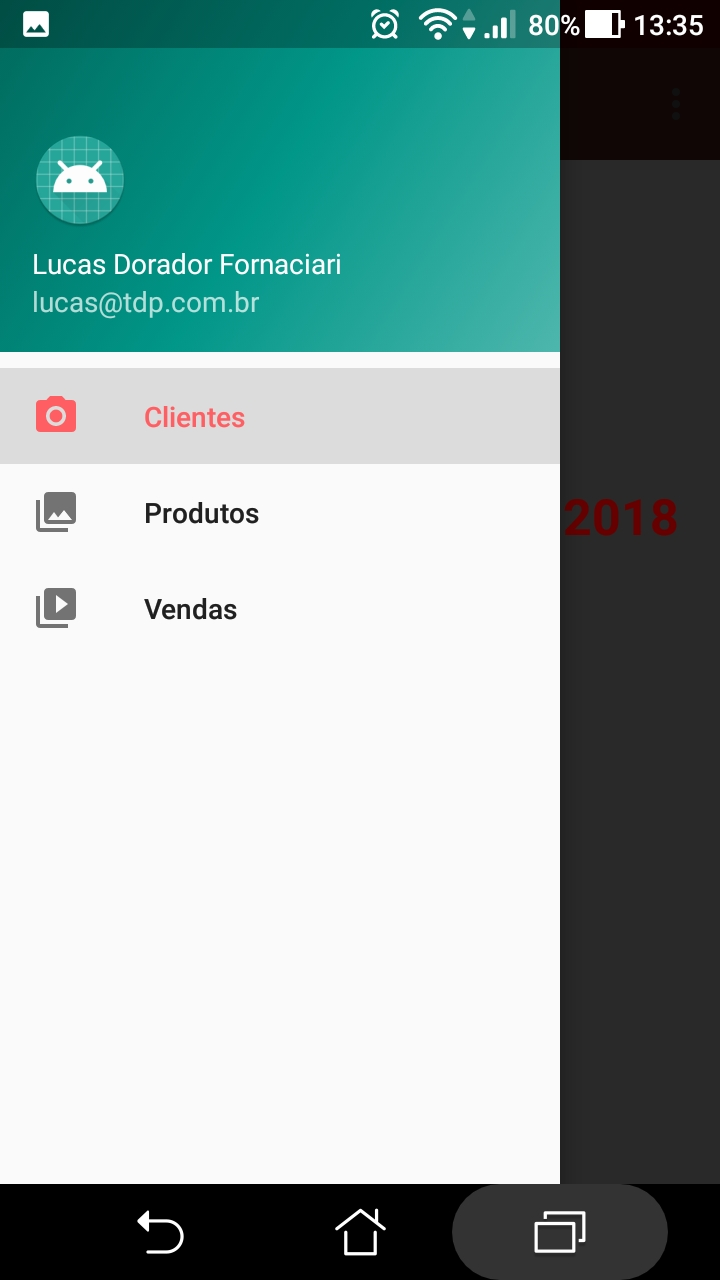 80% 13:35
Lucas Dorador Fornaciari
lucas@tdp.com.br
Clientes
2018
Produtos
Vendas